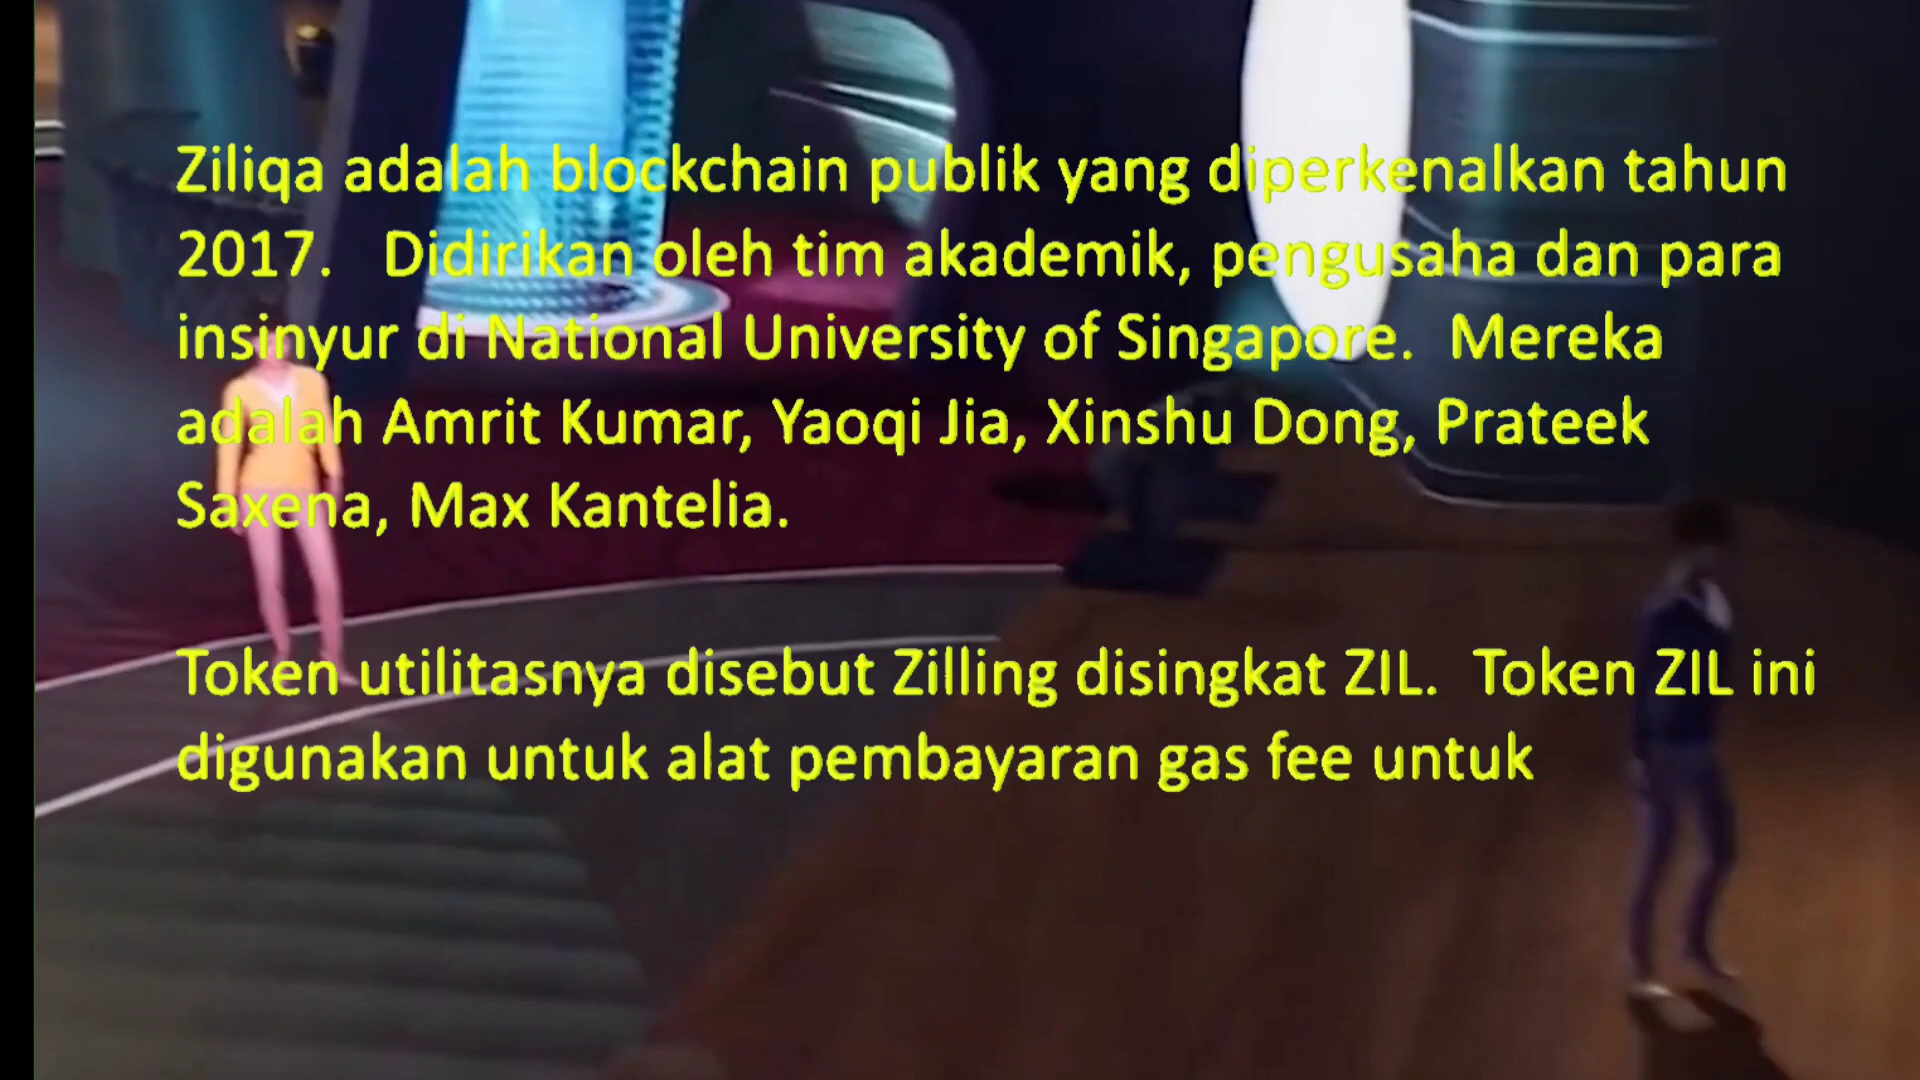 Ziliqa adalah blockchain publik yang diperkenalkan tahun
2017. Didirikan oleh tim akademik, pengusaha dan para
insinyur di National University of Singapore. Mereka
adalah Amrit Kumar, Yaoqi Jia, Xinshu Dong, Prateek
Saxena, Max Kantelia.
Token utilitasnya disebut Zilling disingkat ZIL. Token ZIL ini
digunakan untuk alat pembayaran gas fee untuk